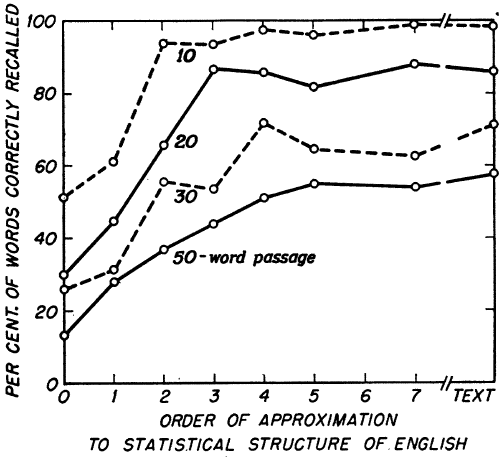 PER CENT. OF WORDS CORRECTLY RECALLED
100
80
60
40
20
0
10
20
30
50-word passage
0 1 2 3 4 5 6 7 TEXT
ORDER OF APPROXIMATION
TO STATISTICAL STRUCTURE OF ENGLISH